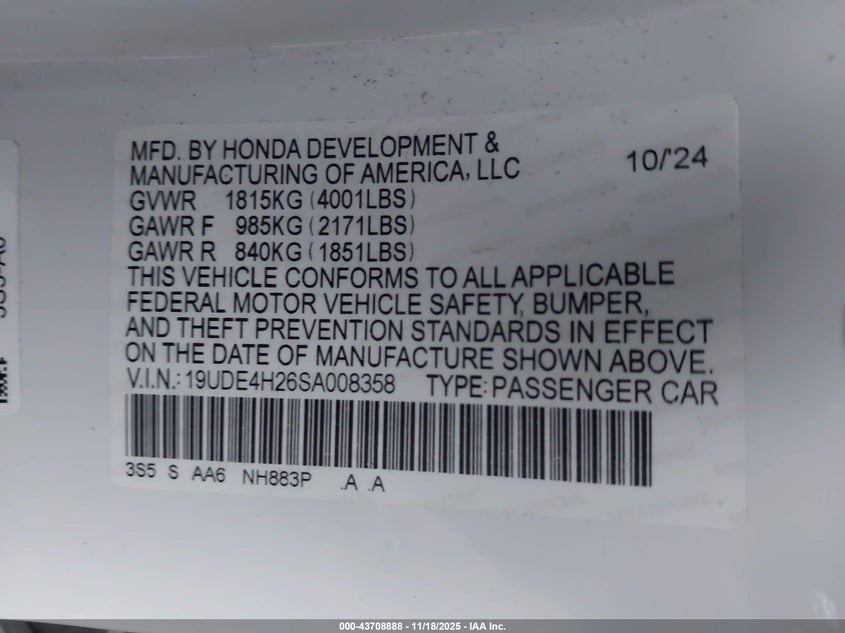 MFD. BY HONDA DEVELOPMENT &
MANUFACTURING OF AMERICA, LLC 10/'24
GVWR 1815KG (4001LBS)
GAWR F 985KG (2171LBS)
GAWR R 840KG (1851LBS)
THIS VEHICLE CONFORMS TO ALL APPLICABLE
FEDERAL MOTOR VEHICLE SAFETY, BUMPER,
AND THEFT PREVENTION STANDARDS IN EFFECT
ON THE DATE OF MANUFACTURE SHOWN ABOVE.
V.I.N.: 19UDE4H26SA008358 TYPE: PASSENGER CAR
3S5 S AA6 NH883P .A .A
000-43708888 - 11/18/2025 - IAA Inc.